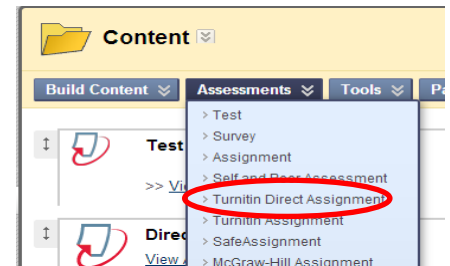 Content
Build Content Assessments Tools Pa
Test
Survey
Assignment
Self and Peer Assessment
Turnitin Direct Assignment
Turnitin Assignment
SafeAssignment
McGraw-Hill Assignment
Test
>> Vi
Direc
View A